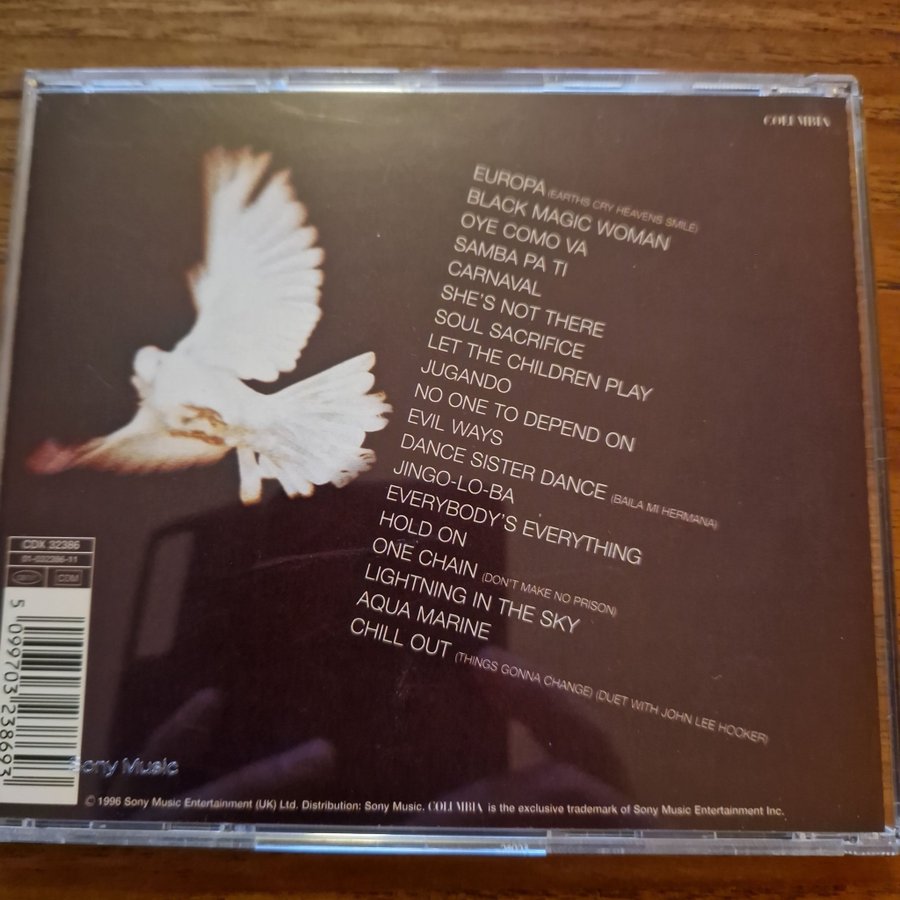 COLUMBIA
EUROPA (EARTHS CRY HEAVENS SMILE)
BLACK MAGIC WOMAN
OYE COMO VA
SAMBA PA TI
CARNAVAL
SHE'S NOT THERE
SOUL SACRIFICE
LET THE CHILDREN PLAY
JUGANDO
NO ONE TO DEPEND ON
EVIL WAYS
DANCE SISTER DANCE (BAILA MI HERMANA)
JINGO-LO-BA
EVERYBODY'S EVERYTHING
HOLD ON
ONE CHAIN (DON'T MAKE NO PRISON)
LIGHTNING IN THE SKY
AQUA MARINE
CHILL OUT (THINGS GONNA CHANGE) (DUET WITH JOHN LEE HOOKER)
CDX 32386
01-032386-11
CDM
5 099703 238693
Sony Music
© 1996 Sony Music Entertainment (UK) Ltd. Distribution: Sony Music. COLUMBIA is the exclusive trademark of Sony Music Entertainment Inc.